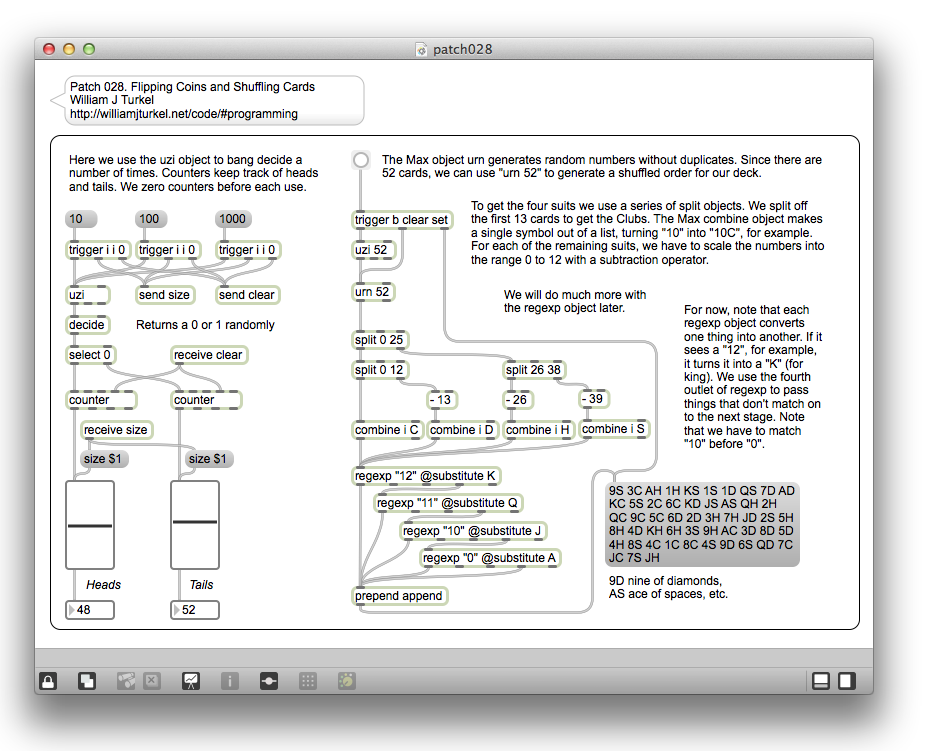 patch028
Patch 028. Flipping Coins and Shuffling Cards
William J Turkel
http://williamjturkel.net/code/#programming
Here we use the uzi object to bang decide a
number of times. Counters keep track of heads
and tails. We zero counters before each use.
10
100
1000
trigger i i 0
trigger i i 0
trigger i i 0
uzi
send size
send clear
decide
Returns a 0 or 1 randomly
select 0
receive clear
counter
counter
receive size
size $1
size $1
Heads
Tails
48
52
The Max object urn generates random numbers without duplicates. Since there are
52 cards, we can use "urn 52" to generate a shuffled order for our deck.
trigger b clear set
uzi 52
urn 52
To get the four suits we use a series of split objects. We split off
the first 13 cards to get the Clubs. The Max combine object makes
a single symbol out of a list, turning "10" into "10C", for example.
For each of the remaining suits, we have to scale the numbers into
the range 0 to 12 with a subtraction operator.
We will do much more with
the regexp object later.
For now, note that each
regexp object converts
one thing into another. If it
sees a "12", for example,
it turns it into a "K" (for
king). We use the fourth
outlet of regexp to pass
things that don't match on
to the next stage. Note
that we have to match
"10" before "0".
split 0 25
split 0 12
split 26 38
- 13
- 26
- 39
combine i C
combine i D
combine i H
combine i S
regexp "12" @substitute K
regexp "11" @substitute Q
regexp "10" @substitute J
regexp "0" @substitute A
prepend append
9S 3C AH 1H KS 1S 1D QS 7D AD
KC 5S 2C 6C KD JS AS QH 2H
QC 9C 5C 6D 2D 3H 7H JD 2S 5H
8H 4D KH 6H 3S 9H AC 3D 8D 5D
4H 8S 4C 1C 8C 4S 9D 6S QD 7C
JC 7S JH
9D nine of diamonds,
AS ace of spaces, etc.